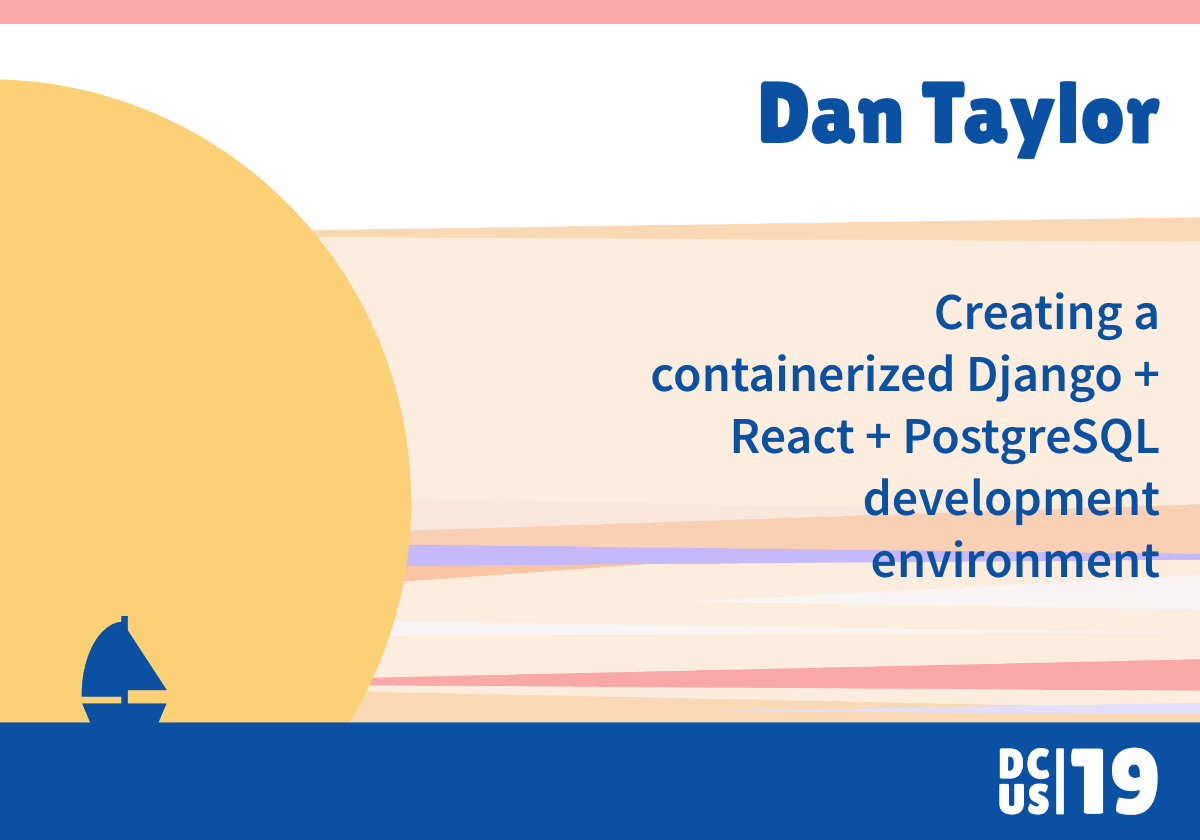 Dan Taylor
Creating a
containerized Django +
React + PostgreSQL
development
environment
DC
US
19